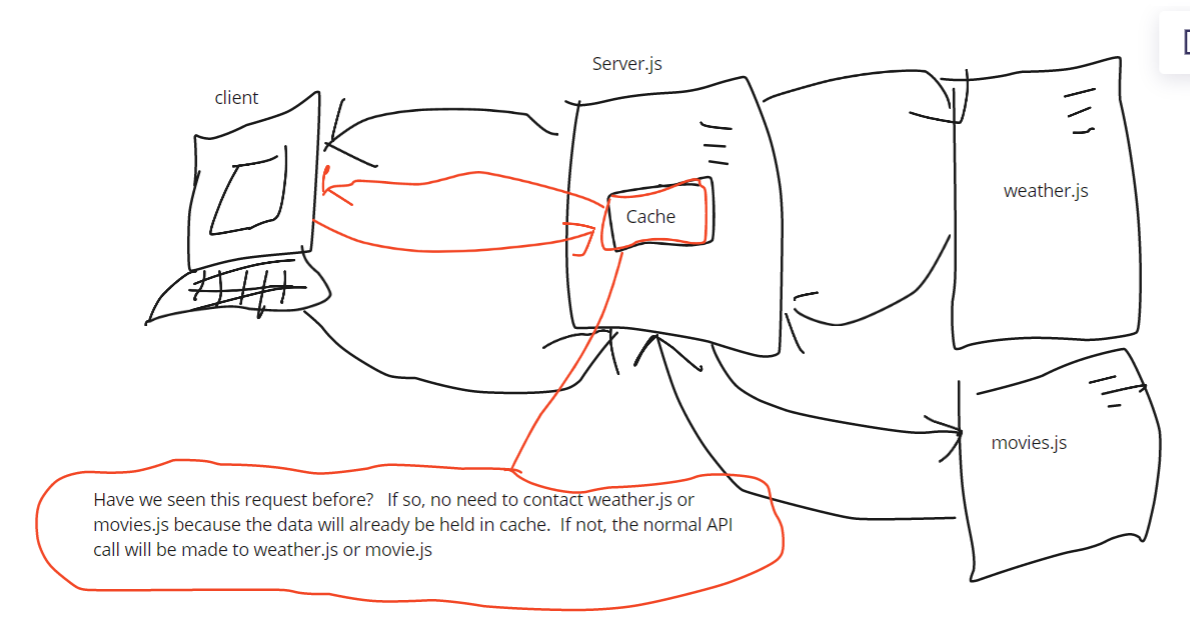 Server.js
client
weather.js
Cache
movies.js
Have we seen this request before?   If so, no need to contact weather.js or
movies.js because the data will already be held in cache.  If not, the normal API
call will be made to weather.js or movie.js